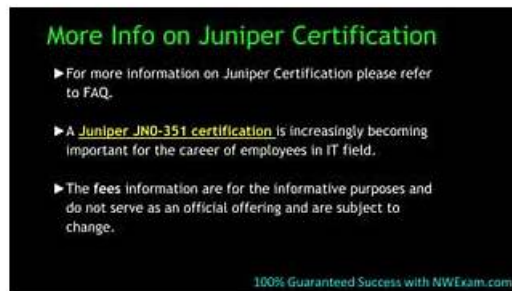 More Info on Juniper Certification
►For more information on Juniper Certification please refer
to FAQ.
►A Juniper JN0-351 certification is increasingly becoming
important for the career of employees in IT field.
►The fees information are for the informative purposes and
do not serve as an official offering and are subject to
change.
100% Guaranteed Success with NWExam.com